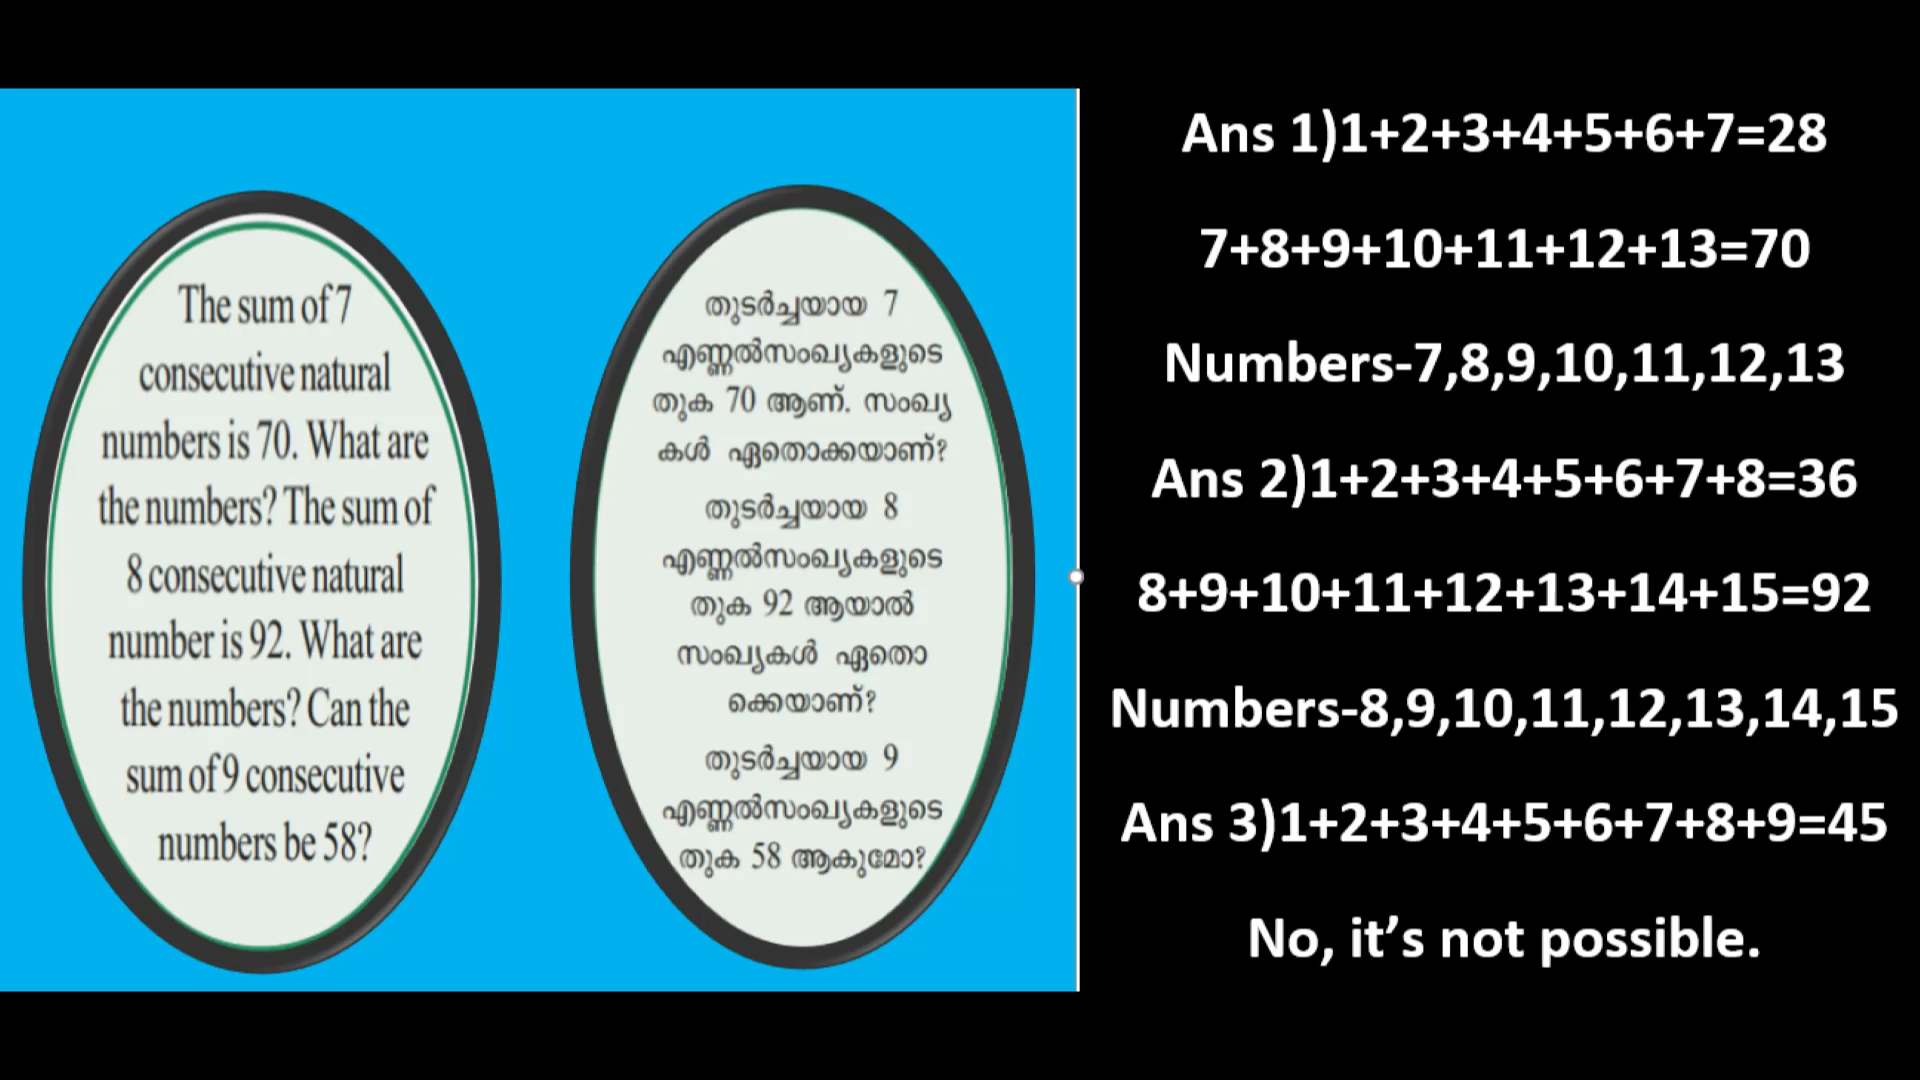 The sum of 7
consecutive natural
numbers is 70. What are
the numbers? The sum of
8 consecutive natural
number is 92. What are
the numbers? Can the
sum of 9 consecutive
numbers be 58?
തുടർച്ചയായ 7
എണ്ണൽസംഖ്യകളുടെ
തുക 70 ആണ്. സംഖ്യ
കൾ ഏതൊക്കയാണ്?
തുടർച്ചയായ 8
എണ്ണൽസംഖ്യകളുടെ
തുക 92 ആയാൽ
സംഖ്യകൾ ഏതൊ
ക്കെയാണ്?
തുടർച്ചയായ 9
എണ്ണൽസംഖ്യകളുടെ
തുക 58 ആകുമോ?
Ans 1)1+2+3+4+5+6+7=28
7+8+9+10+11+12+13=70
Numbers-7,8,9,10,11,12,13
Ans 2)1+2+3+4+5+6+7+8=36
8+9+10+11+12+13+14+15=92
Numbers-8,9,10,11,12,13,14,15
Ans 3)1+2+3+4+5+6+7+8+9=45
No, it’s not possible.